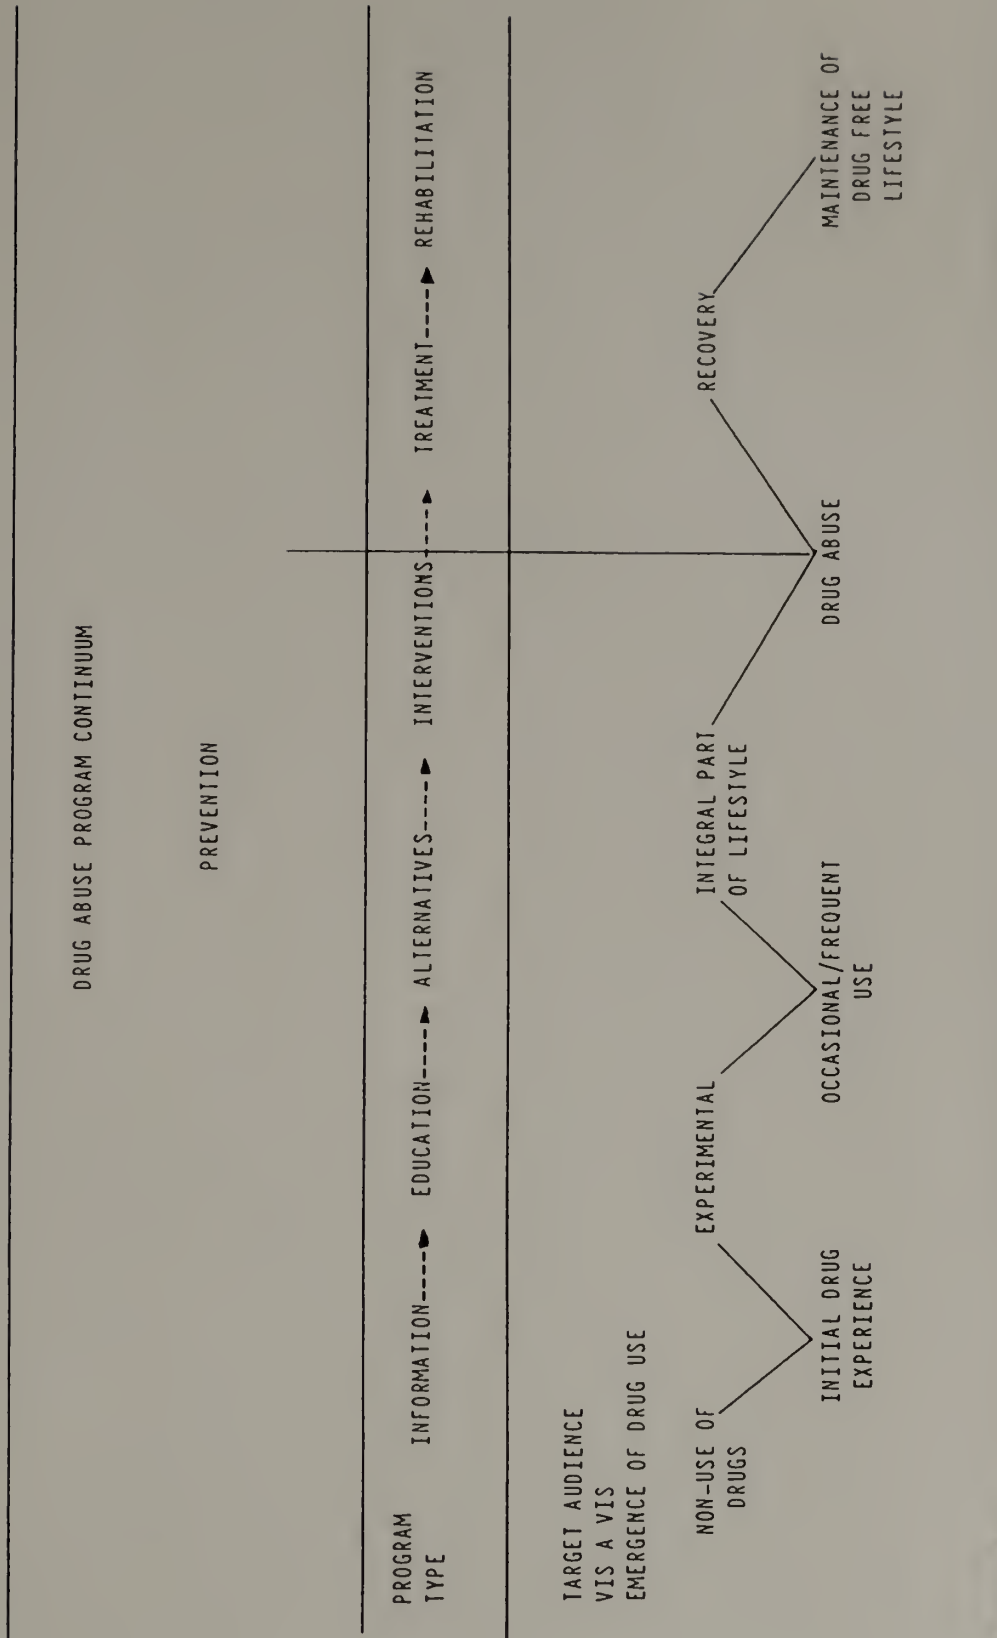 DRUG ABUSE PROGRAM CONTINUUM
PREVENTION
PROGRAM
TYPE
INFORMATION----► EDUCATION----► ALTERNATIVES----► INTERVENTIONS----► TREATMENT----► REHABILITATION
TARGET AUDIENCE
VIS A VIS
EMERGENCE OF DRUG USE
NON-USE OF
DRUGS
INITIAL DRUG
EXPERIENCE
EXPERIMENTAL
OCCASIONAL/FREQUENT
USE
INTEGRAL PART
OF LIFESTYLE
DRUG ABUSE
RECOVERY
MAINTENANCE OF
DRUG FREE
LIFESTYLE